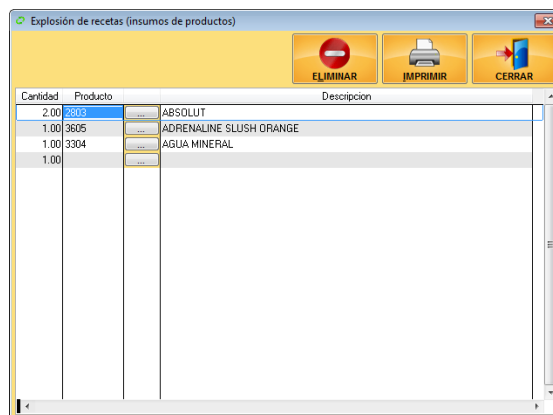 Explosión de recetas (insumos de productos)
ELIMINAR IMPRIMIR CERRAR
Cantidad Producto Descripcion
2.00 2803 ... ABSOLUT
1.00 3605 ... ADRENALINE SLUSH ORANGE
1.00 3304 ... AGUA MINERAL
1.00 ...